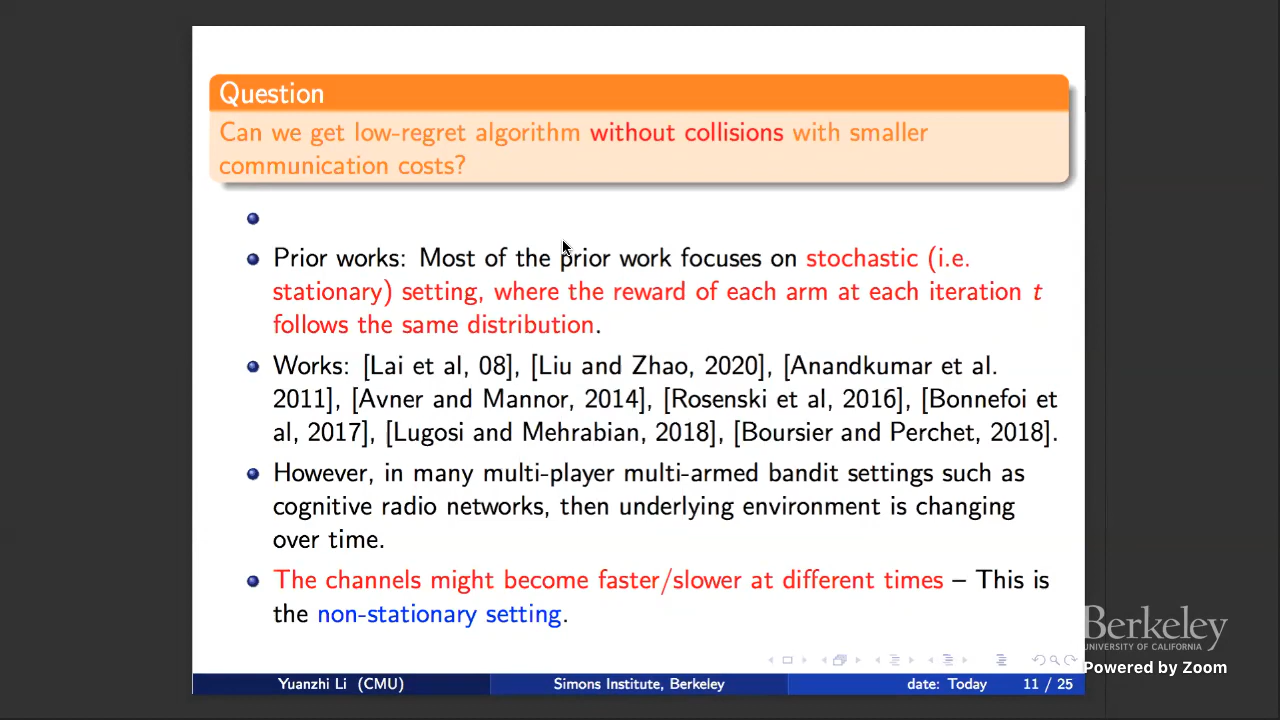 Question
Can we get low-regret algorithm without collisions with smaller
communication costs?
Prior works: Most of the prior work focuses on stochastic (i.e.
stationary) setting, where the reward of each arm at each iteration t
follows the same distribution.
Works: [Lai et al, 08], [Liu and Zhao, 2020], [Anandkumar et al.
2011], [Avner and Mannor, 2014], [Rosenski et al, 2016], [Bonnefoi et
al, 2017], [Lugosi and Mehrabian, 2018], [Boursier and Perchet, 2018].
However, in many multi-player multi-armed bandit settings such as
cognitive radio networks, then underlying environment is changing
over time.
The channels might become faster/slower at different times – This is
the non-stationary setting.
Berkeley
UNIVERSITY OF CALIFORNIA
Powered by Zoom
Yuanzhi Li (CMU) Simons Institute, Berkeley date: Today 11 / 25